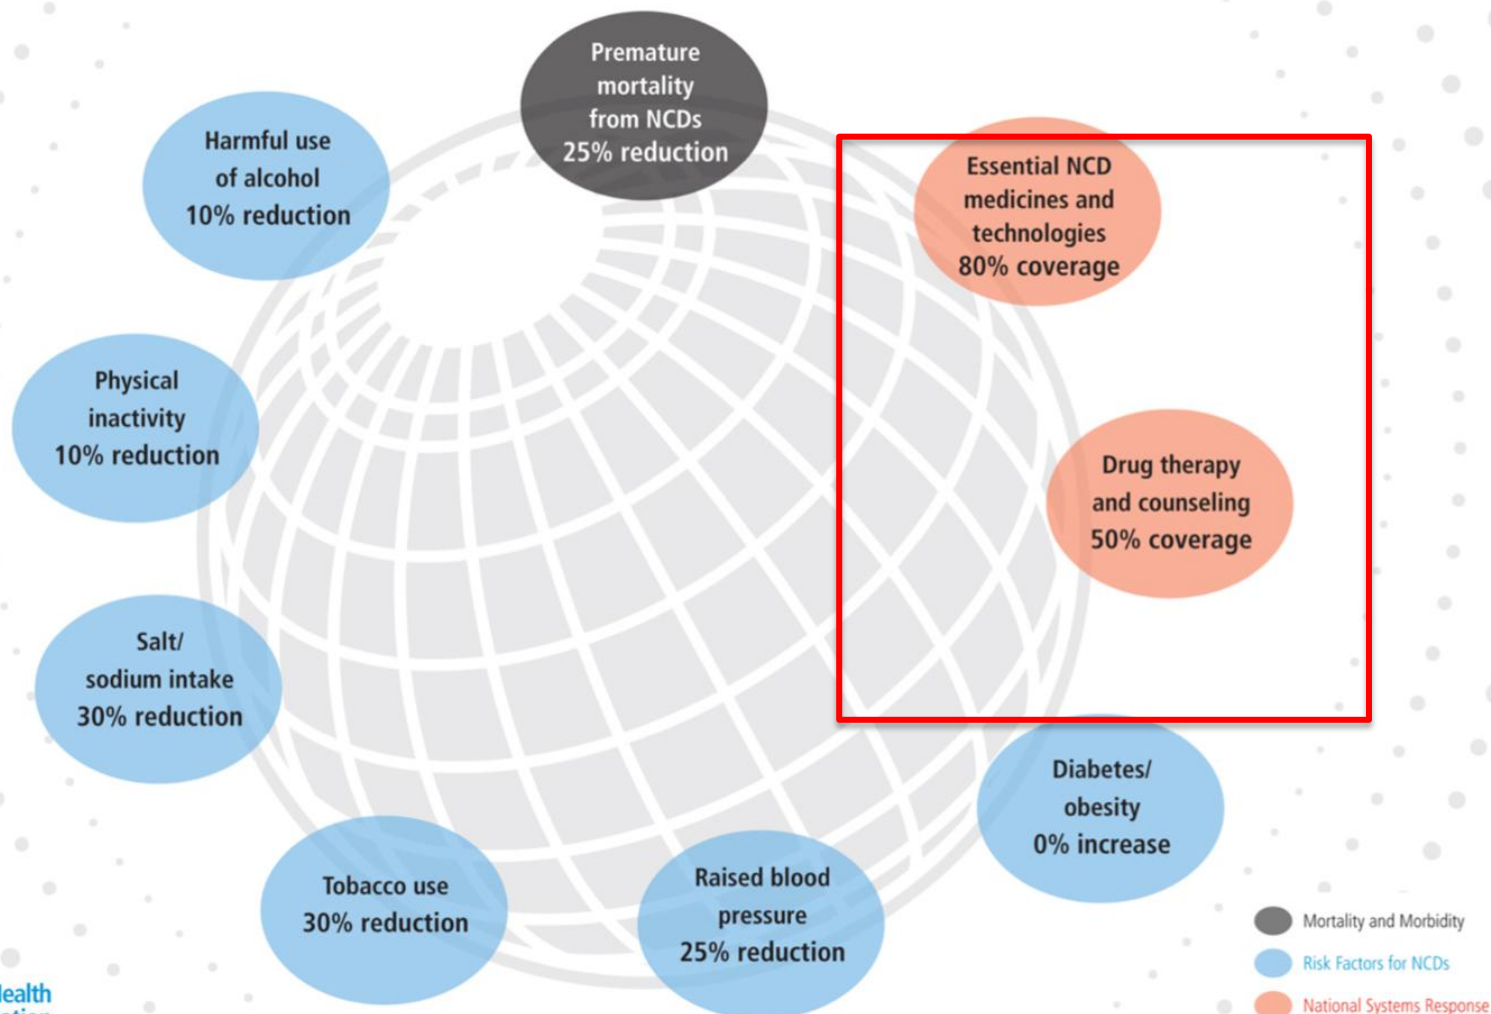 Premature
mortality
from NCDs
25% reduction
Harmful use
of alcohol
10% reduction
Essential NCD
medicines and
technologies
80% coverage
Physical
inactivity
10% reduction
Drug therapy
and counseling
50% coverage
Salt/
sodium intake
30% reduction
Diabetes/
obesity
0% increase
Tobacco use
30% reduction
Raised blood
pressure
25% reduction
Mortality and Morbidity
Risk Factors for NCDs
National Systems Response